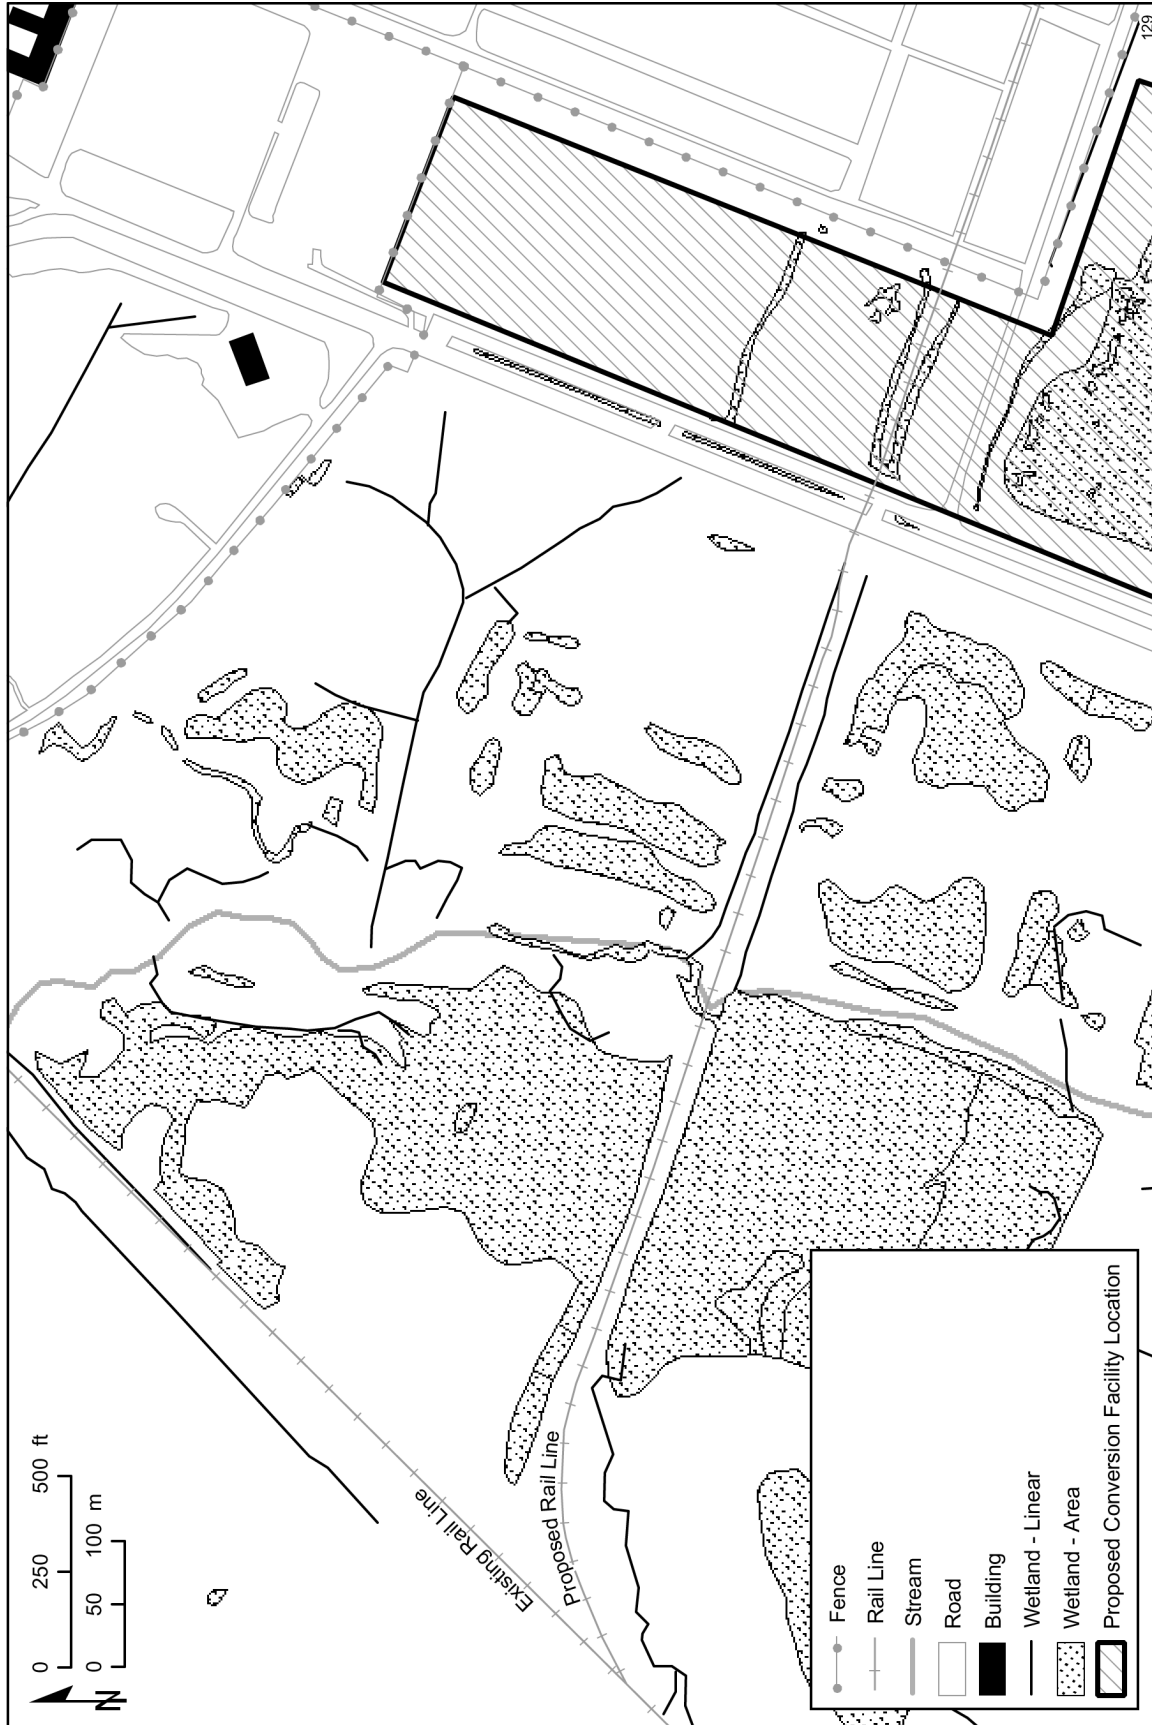 0 250 500 ft
0 50 100 m
N
Existing Rail Line
Proposed Rail Line
Fence
Rail Line
Stream
Road
Building
Wetland - Linear
Wetland - Area
Proposed Conversion Facility Location
129